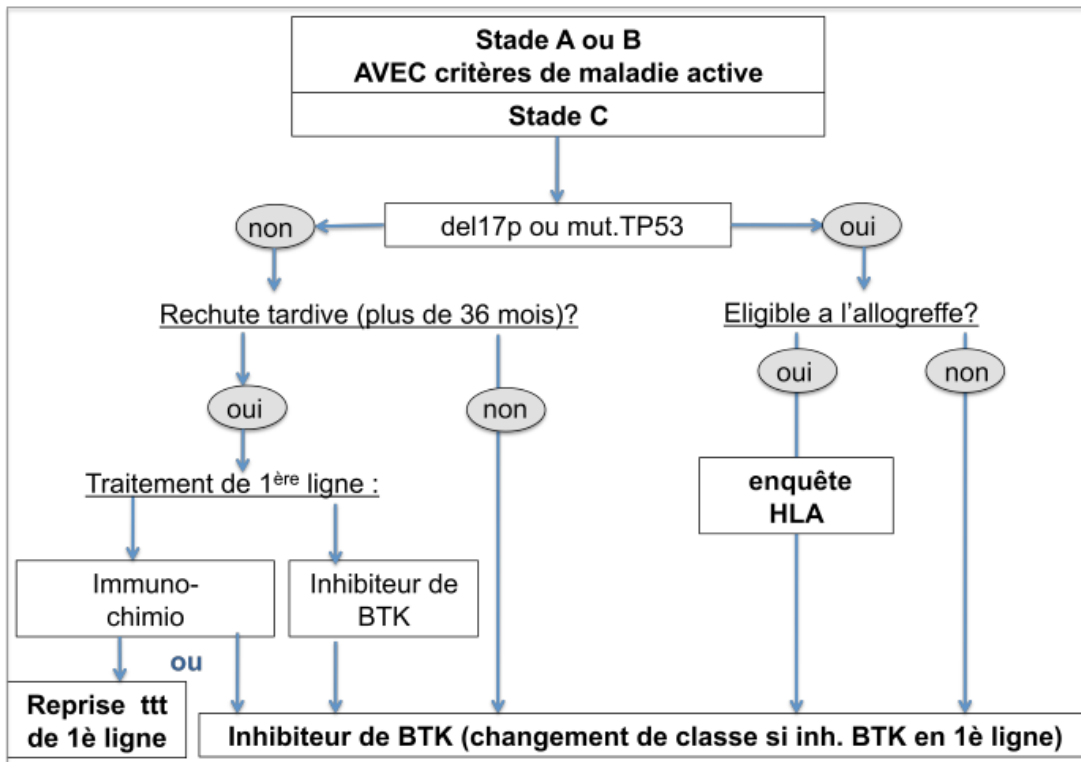 Stade A ou B
AVEC critères de maladie active
Stade C
non
del17p ou mut.TP53
oui
Rechute tardive (plus de 36 mois)?
Eligible a l'allogreffe?
oui
non
oui
non
Traitement de 1ère ligne :
enquête
HLA
Immuno-
chimio
Inhibiteur de
BTK
ou
Reprise ttt
de 1è ligne
Inhibiteur de BTK (changement de classe si inh. BTK en 1è ligne)